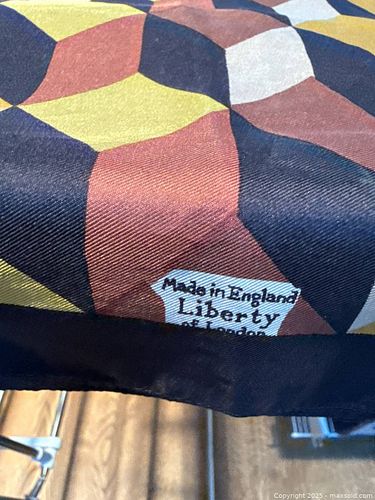 Made in England
Liberty
of London
Copyright © 2025 - maxsold.com